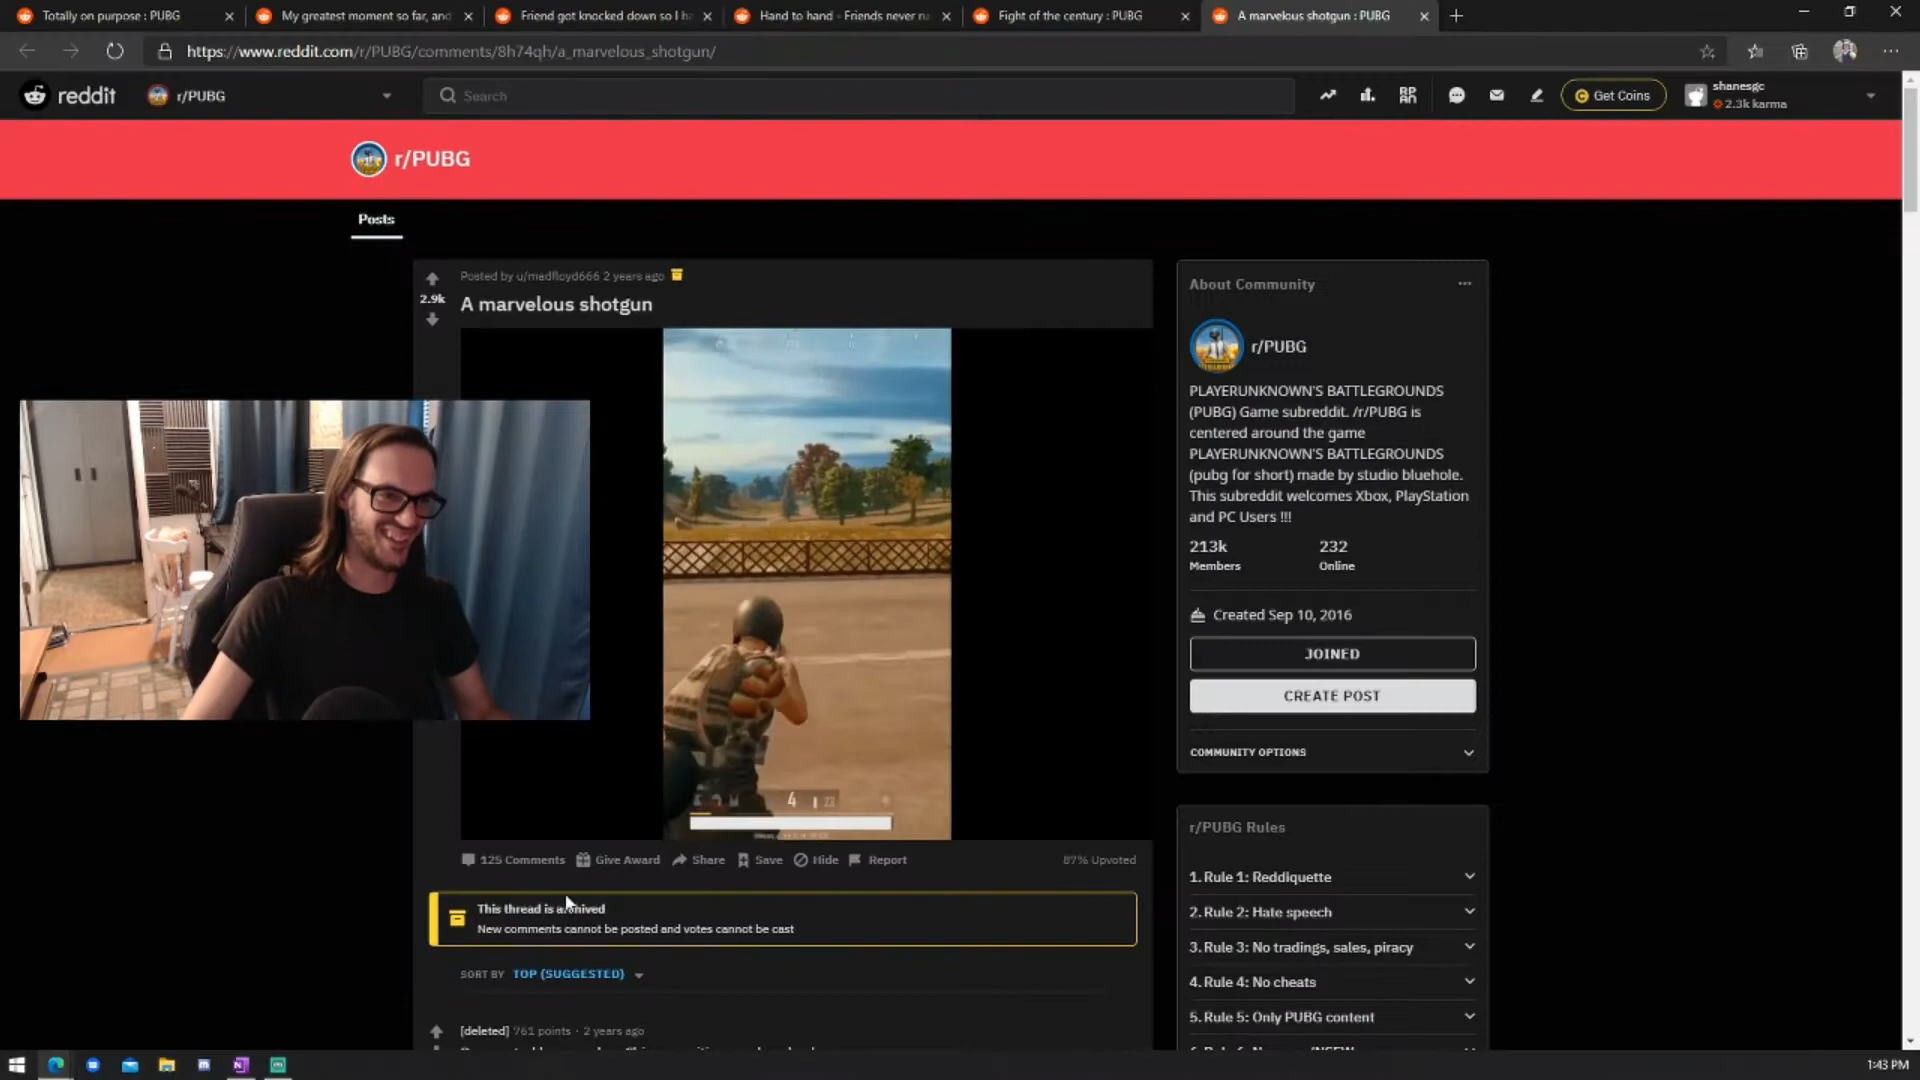 Totally on purpose : PUBG
My greatest moment so far, and
Friend got knocked down so I ha
Hand to hand - Friends never ru
Fight of the century : PUBG
A marvelous shotgun : PUBG
https://www.reddit.com/r/PUBG/comments/8h74qh/a_marvelous_shotgun/
reddit
r/PUBG
Search
Get Coins
shanesgc
2.3k karma
r/PUBG
Posts
Posted by u/madfloyd666 2 years ago
2.9k
A marvelous shotgun
4
23
125 Comments
Give Award
Share
Save
Hide
Report
87% Upvoted
This thread is archived
New comments cannot be posted and votes cannot be cast
SORT BY TOP (SUGGESTED)
[deleted] 761 points · 2 years ago
About Community
r/PUBG
PLAYERUNKNOWN'S BATTLEGROUNDS
(PUBG) Game subreddit. /r/PUBG is
centered around the game
PLAYERUNKNOWN'S BATTLEGROUNDS
(pubg for short) made by studio bluehole.
This subreddit welcomes Xbox, PlayStation
and PC Users !!!
213k
Members
232
Online
Created Sep 10, 2016
JOINED
CREATE POST
COMMUNITY OPTIONS
r/PUBG Rules
1. Rule 1: Reddiquette
2. Rule 2: Hate speech
3. Rule 3: No tradings, sales, piracy
4. Rule 4: No cheats
5. Rule 5: Only PUBG content
1:43 PM